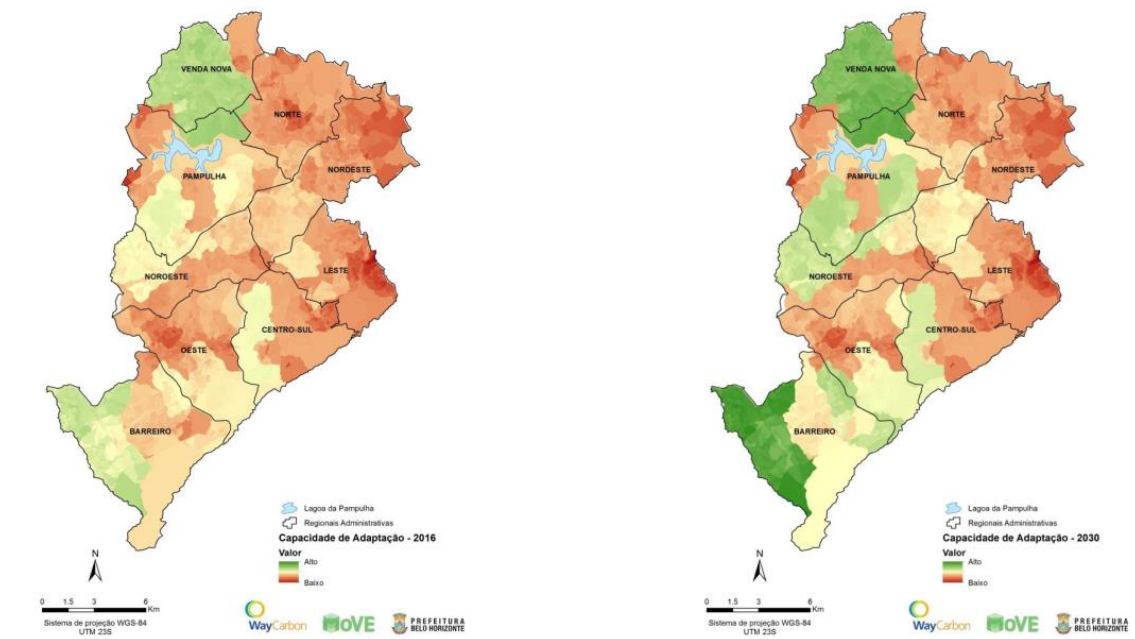 VENDA NOVA
NORTE
NORDESTE
PAMPULHA
NOROESTE
LESTE
CENTRO-SUL
OESTE
BARREIRO
Lagoa da Pampulha
Regionais Administrativas
Capacidade de Adaptação - 2016
Valor
Alto
Baixo
N
0 1.5 3 6
Km
Sistema de projeção WGS-84
UTM 23S
WayCarbon
MOVE
PREFEITURA
BELO HORIZONTE
VENDA NOVA
NORTE
NORDESTE
PAMPULHA
NOROESTE
LESTE
CENTRO-SUL
OESTE
BARREIRO
Lagoa da Pampulha
Regionais Administrativas
Capacidade de Adaptação - 2030
Valor
Alto
Baixo
N
0 1.5 3 6
Km
Sistema de projeção WGS-84
UTM 23S
WayCarbon
MOVE
PREFEITURA
BELO HORIZONTE